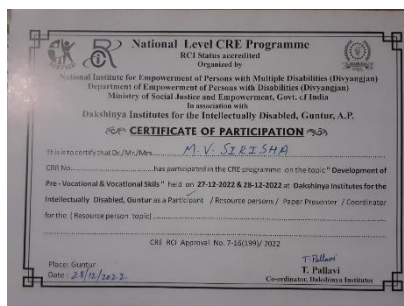 National Level CRE Programme
RCI Status accredited
Organized by
National Institute for Empowerment of Persons with Multiple Disabilities (Divyangjan)
Department of Empowerment of Persons with Disabilities (Divyangjan)
Ministry of Social Justice and Empowerment, Govt. of India
In association with
Dakshinya Institutes for the Intellectually Disabled, Guntur, A.P.
CERTIFICATE OF PARTICIPATION
This is to certify that Dr./Mr./Mrs. M.V. SIRISHA
CRR No. has participated in the CRE programme on the topic "Development of
Pre - Vocational & Vocational Skils" held on 27-12-2022 & 28-12-2022 at Dakshinya Institutes for the
Intellectually Disabled, Guntur as a Participant / Resource persons / Paper Presenter / Coordinator
for the (Resource person topic)
CRE RCI Approval No. 7-16(199)/ 2022
Place: Guntur
Date : 28/12/2022
T. Pallavi
T. Pallavi
Co-ordinator, Dakshinya Institutes